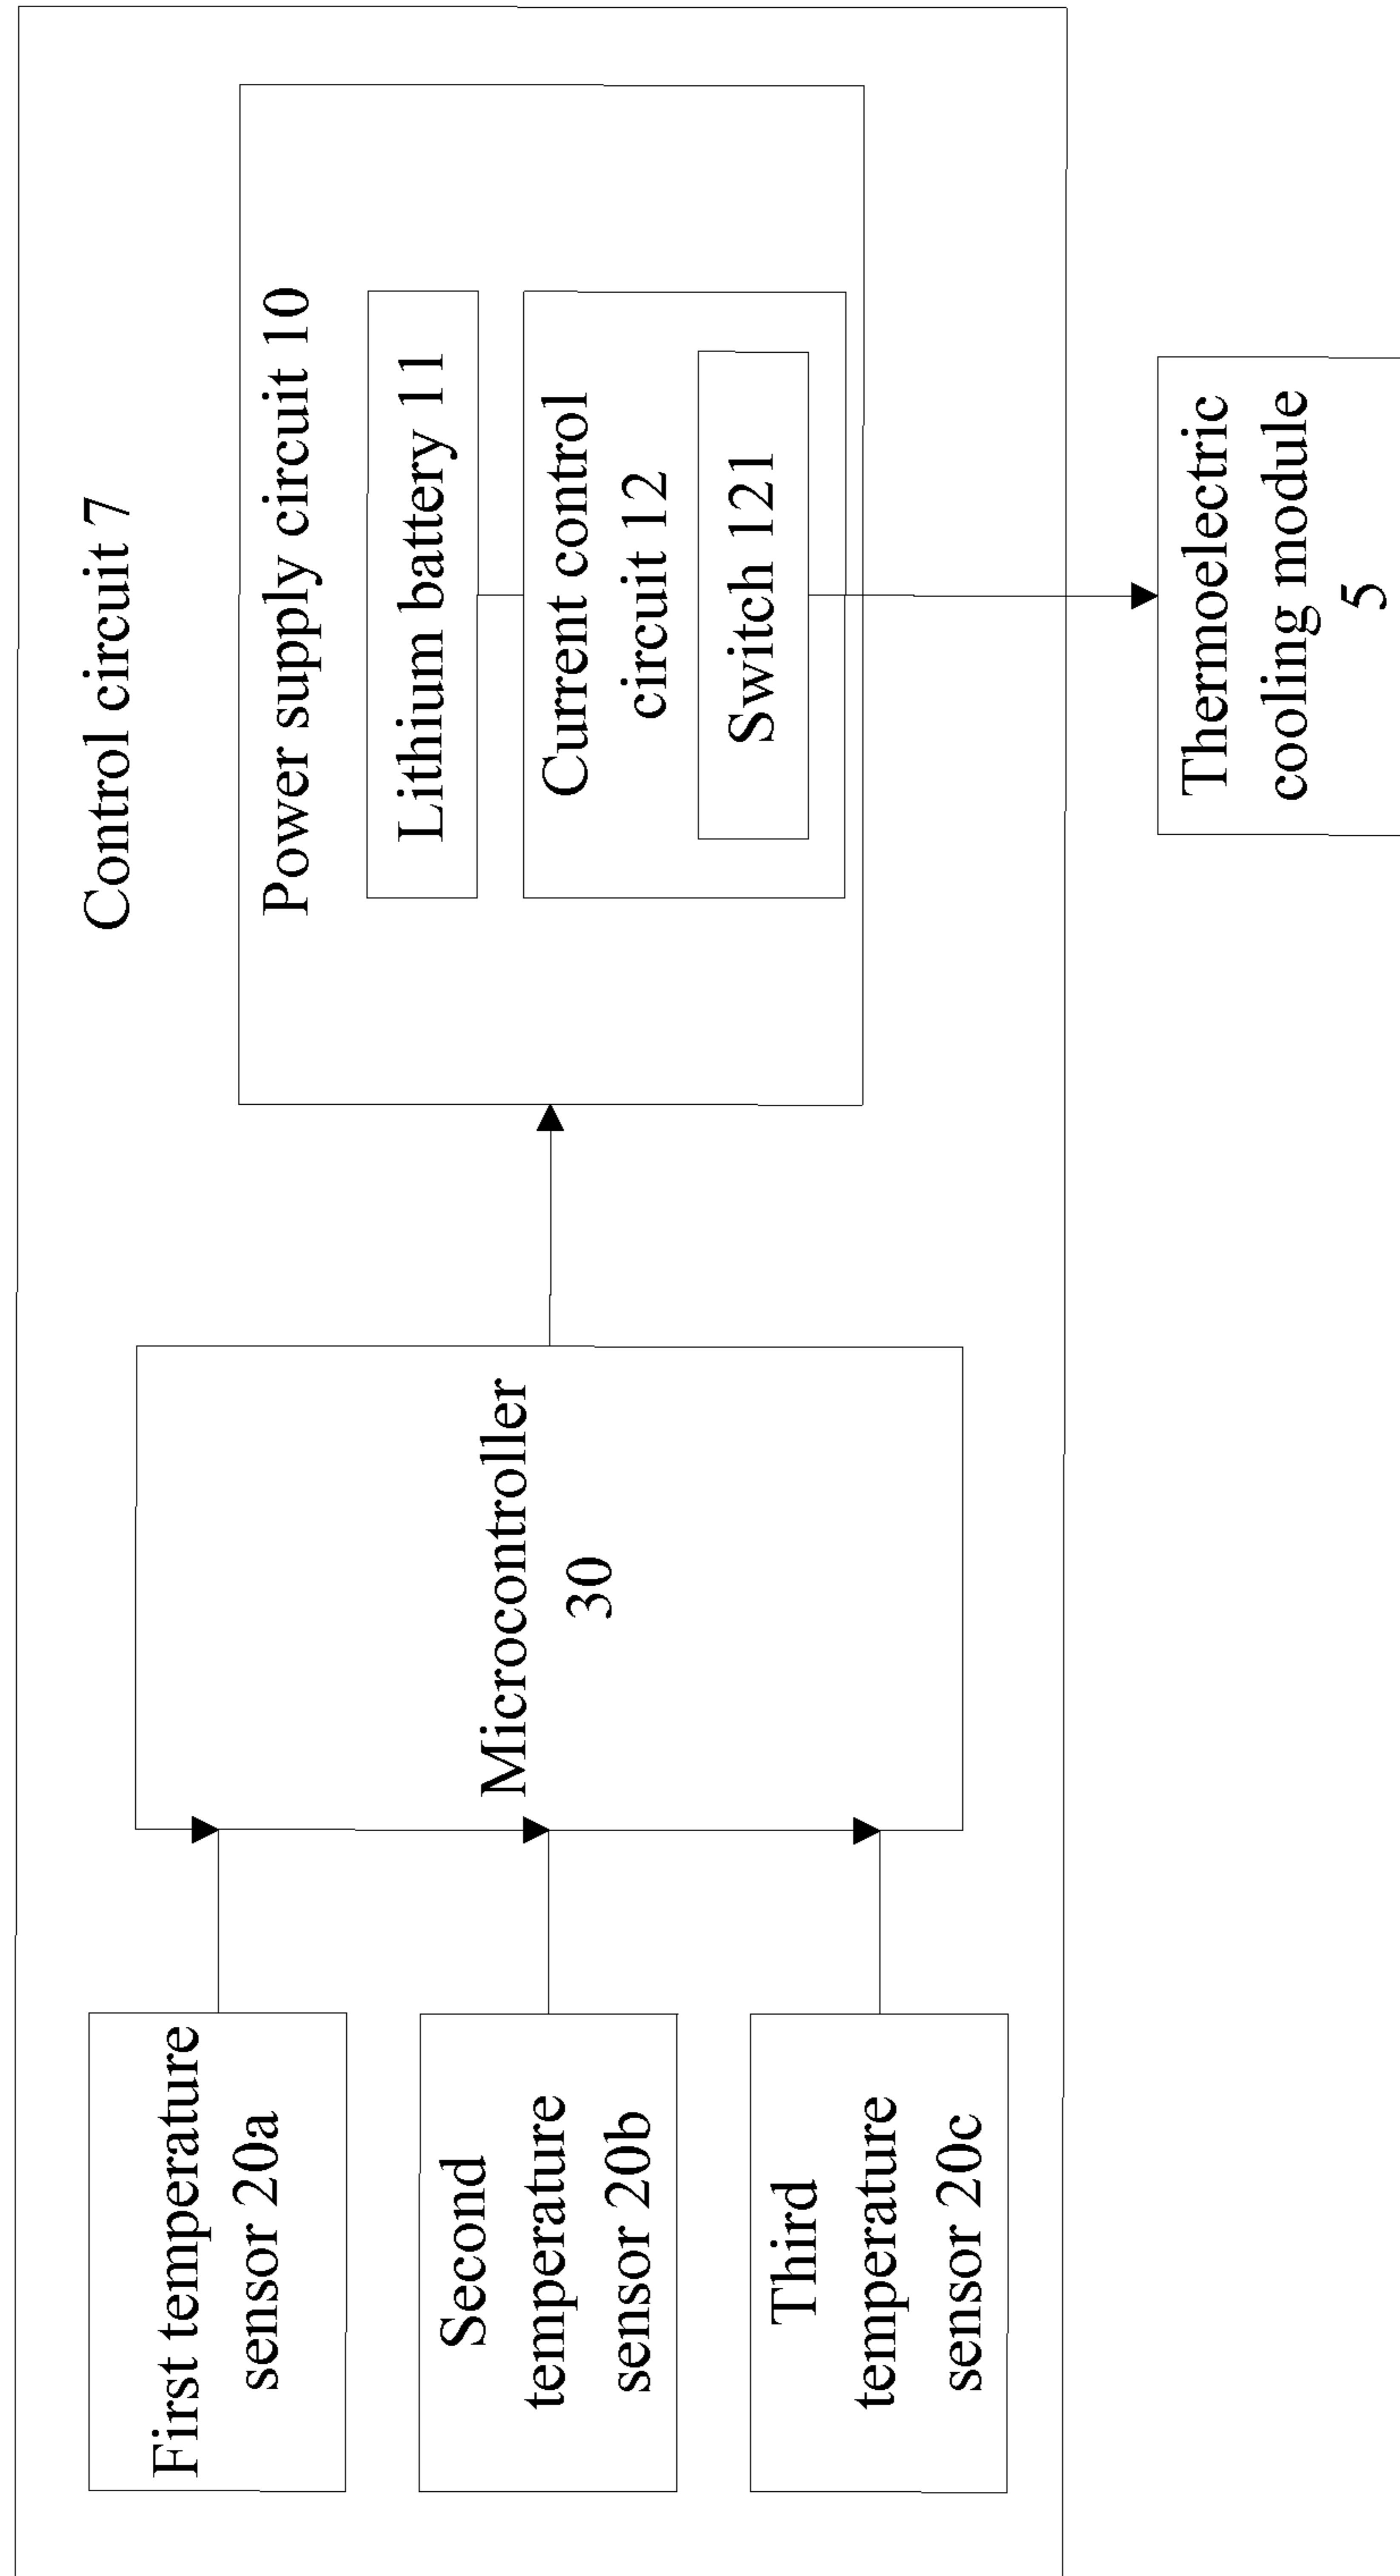 Control circuit 7
First temperature
sensor 20a
Second
temperature
sensor 20b
Third
temperature
sensor 20c
Microcontroller
30
Power supply circuit 10
Lithium battery 11
Current control
circuit 12
Switch 121
Thermoelectric
cooling module
5